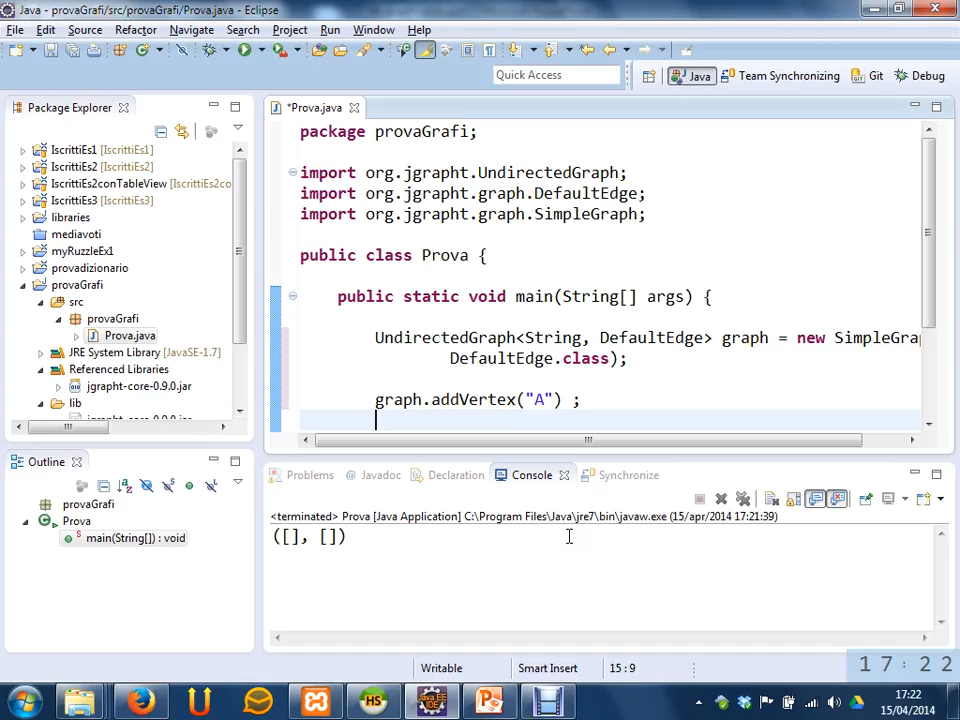 Java - provaGrafi/src/provaGrafi/Prova.java - Eclipse
File Edit Source Refactor Navigate Search Project Run Window Help
Quick Access
Java Team Synchronizing Git Debug
Package Explorer
IscrittiEs1 [IscrittiEs1]
IscrittiEs2 [IscrittiEs2]
IscrittiEs2conTableView [IscrittiEs2co
IscrittiEs3 [IscrittiEs3]
libraries
mediavoti
myRuzzleEx1
provadizionario
provaGrafi
src
provaGrafi
Prova.java
JRE System Library [JavaSE-1.7]
Referenced Libraries
jgrapht-core-0.9.0.jar
lib
jgrapht-core-0.9.0.jar
*Prova.java
package provaGrafi;
import org.jgrapht.UndirectedGraph;
import org.jgrapht.graph.DefaultEdge;
import org.jgrapht.graph.SimpleGraph;
public class Prova {
public static void main(String[] args) {
UndirectedGraph<String, DefaultEdge> graph = new SimpleGra
DefaultEdge.class);
graph.addVertex("A") ;
Outline
provaGrafi
Prova
main(String[]) : void
Problems Javadoc Declaration Console Synchronize
<terminated> Prova [Java Application] C:\Program Files\Java\jre7\bin\javaw.exe (15/apr/2014 17:21:39)
([], [])
Writable Smart Insert 15 : 9
17:22
17:22
15/04/2014